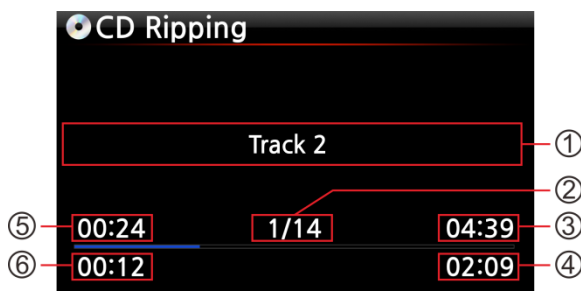 CD Ripping
Track 2
①
②
⑤ 00:24 1/14 04:39 ③
⑥ 00:12 02:09 ④